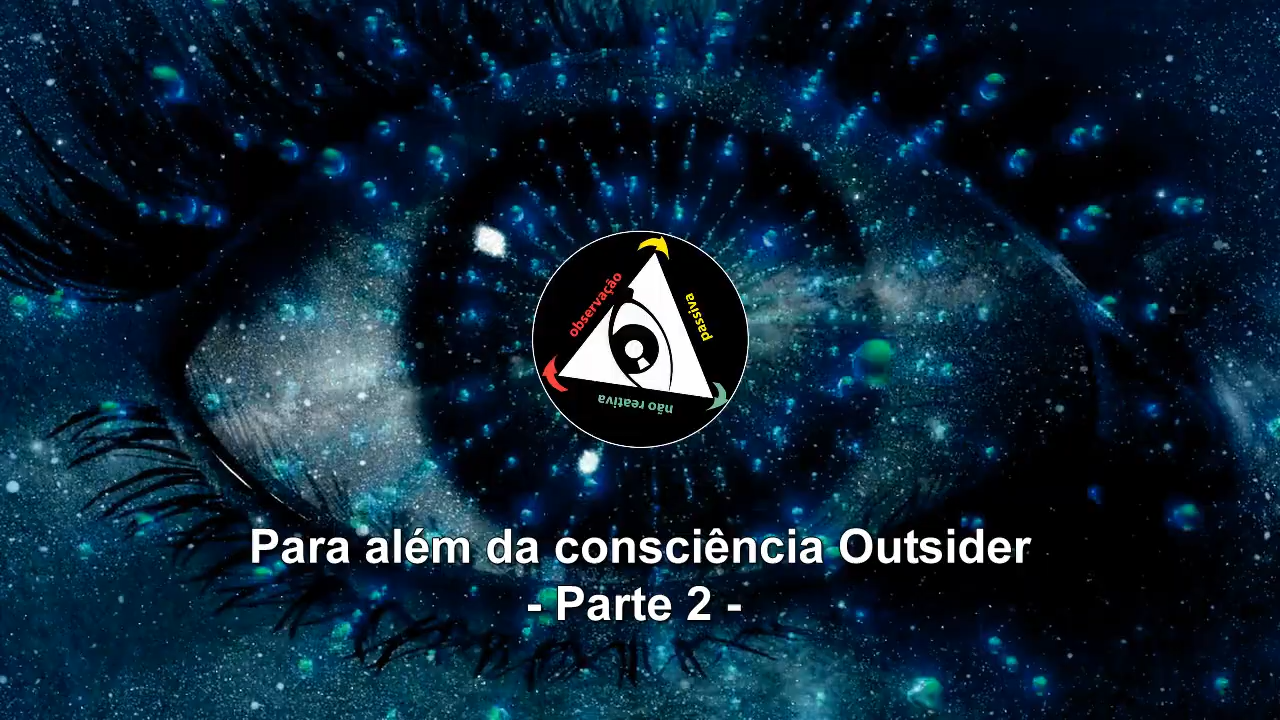 observação
passiva
não reativa
Para além da consciência Outsider
- Parte 2 -